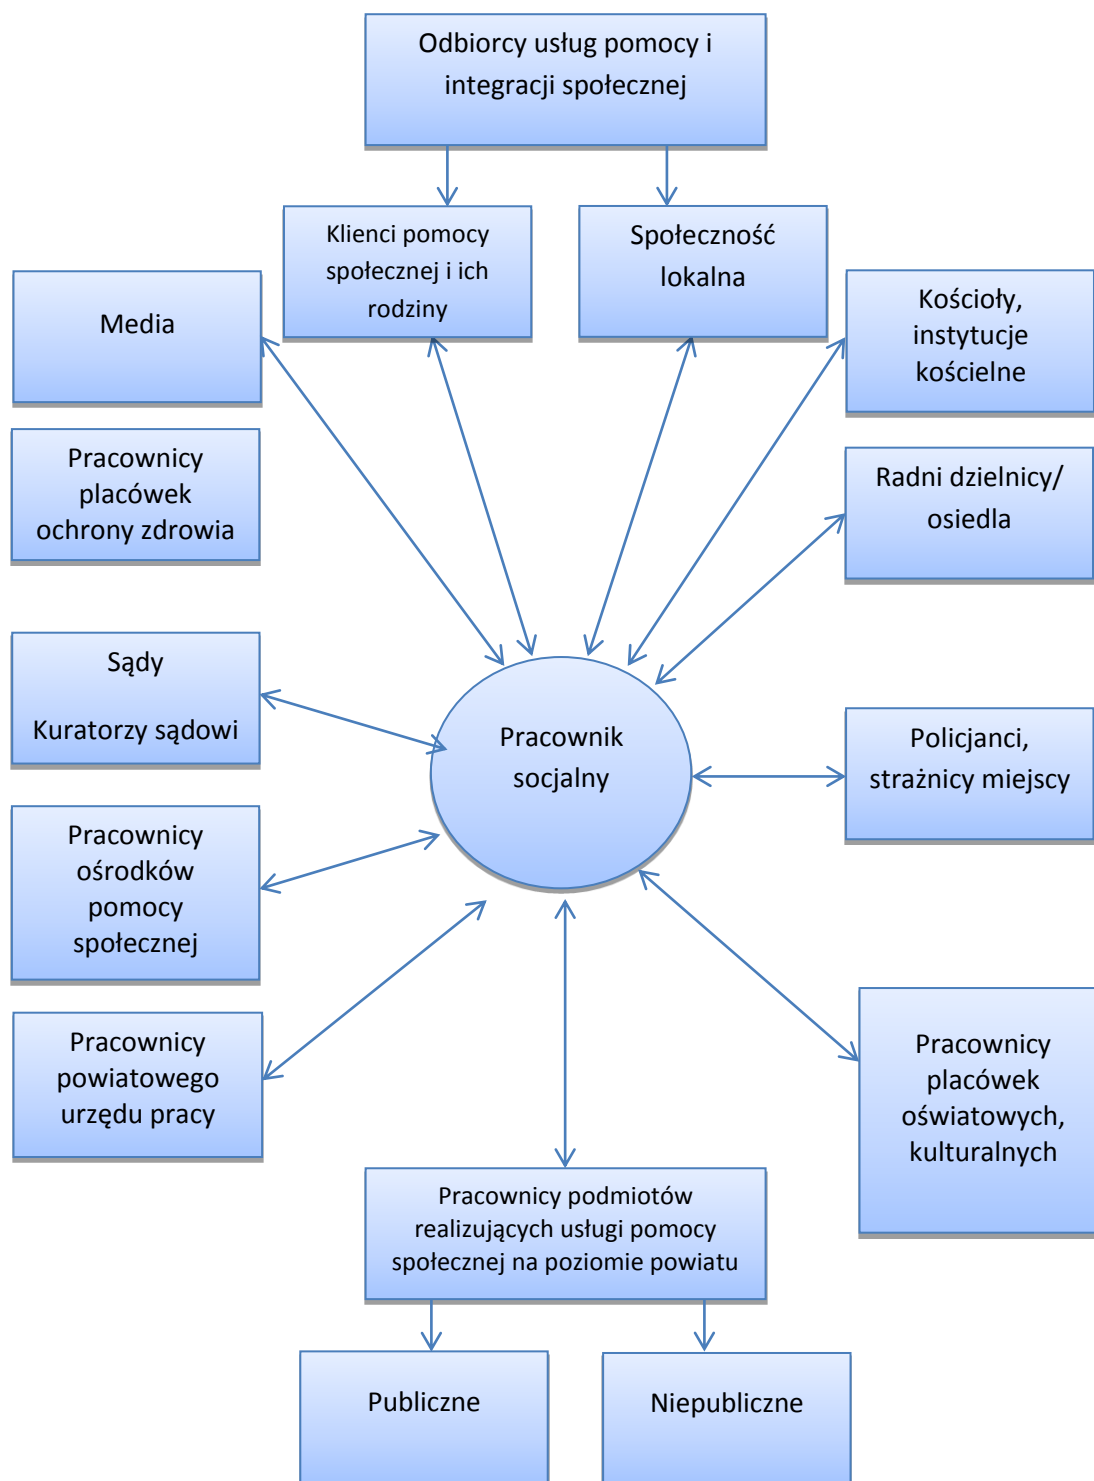 Odbiorcy usług pomocy i
integracji społecznej
Klienci pomocy
społecznej i ich
rodziny
Społeczność
lokalna
Media
Kościoły,
instytucje
kościelne
Pracownicy
placówek
ochrony zdrowia
Radni dzielnicy/
osiedla
Sądy
Kuratorzy sądowi
Pracownik
socjalny
Policjanci,
strażnicy miejscy
Pracownicy
ośrodków
pomocy
społecznej
Pracownicy
powiatowego
urzędu pracy
Pracownicy
placówek
oświatowych,
kulturalnych
Pracownicy podmiotów
realizujących usługi pomocy
społecznej na poziomie powiatu
Publiczne
Niepubliczne